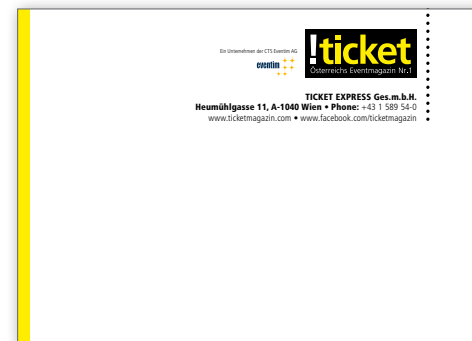 Ein Unternehmen der CTS Eventim AG
eventim
!ticket
Österreichs Eventmagazin Nr.1
TICKET EXPRESS Ges.m.b.H.
Heumühlgasse 11, A-1040 Wien • Phone: +43 1 589 54-0
www.ticketmagazin.com • www.facebook.com/ticketmagazin